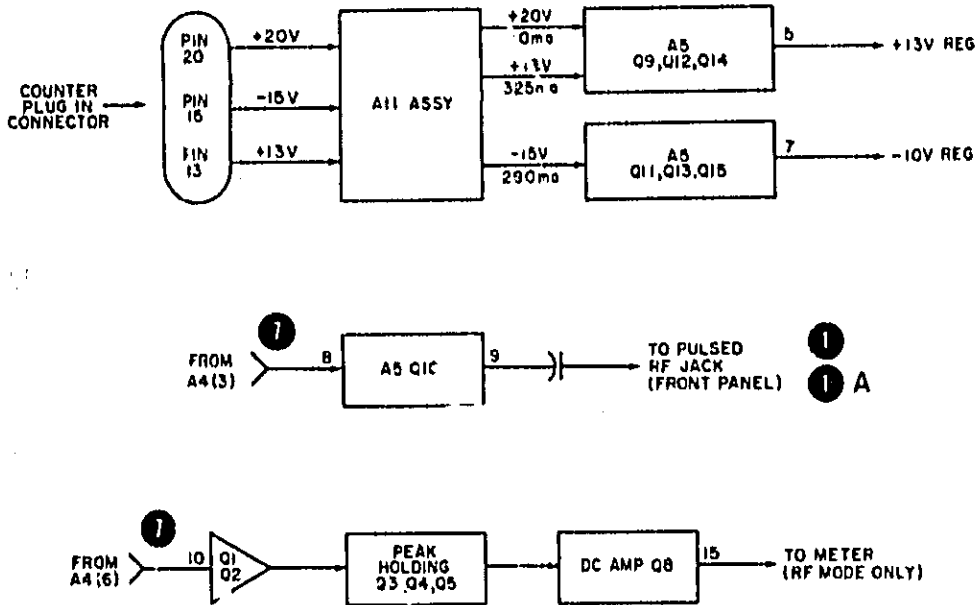 COUNTER
PLUG IN
CONNECTOR
PIN
20
PIN
15
PIN
13
+20V
-15V
+13V
A11 ASSY
+20V
0ma
+13V
325ma
-15V
290ma
A5
Q9,Q12,Q14
A5
Q11,Q13,Q15
7
+13V REG
-10V REG
7
FROM
A4(3)
8
A5 Q10
9
TO PULSED
RF JACK
(FRONT PANEL)
1
1 A
7
FROM
A4(6)
10
Q1
Q2
PEAK
HOLDING
Q3,Q4,Q5
DC AMP Q8
15
TO METER
(RF MODE ONLY)